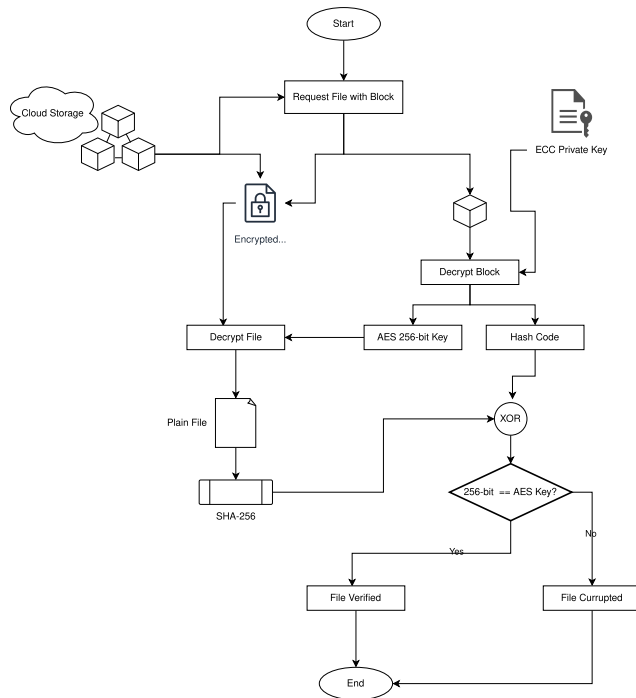 Start
Request File with Block
Cloud Storage
ECC Private Key
Encrypted...
Decrypt Block
Decrypt File
AES 256-bit Key
Hash Code
Plain File
XOR
SHA-256
256-bit == AES Key?
No
Yes
File Verified
File Currupted
End